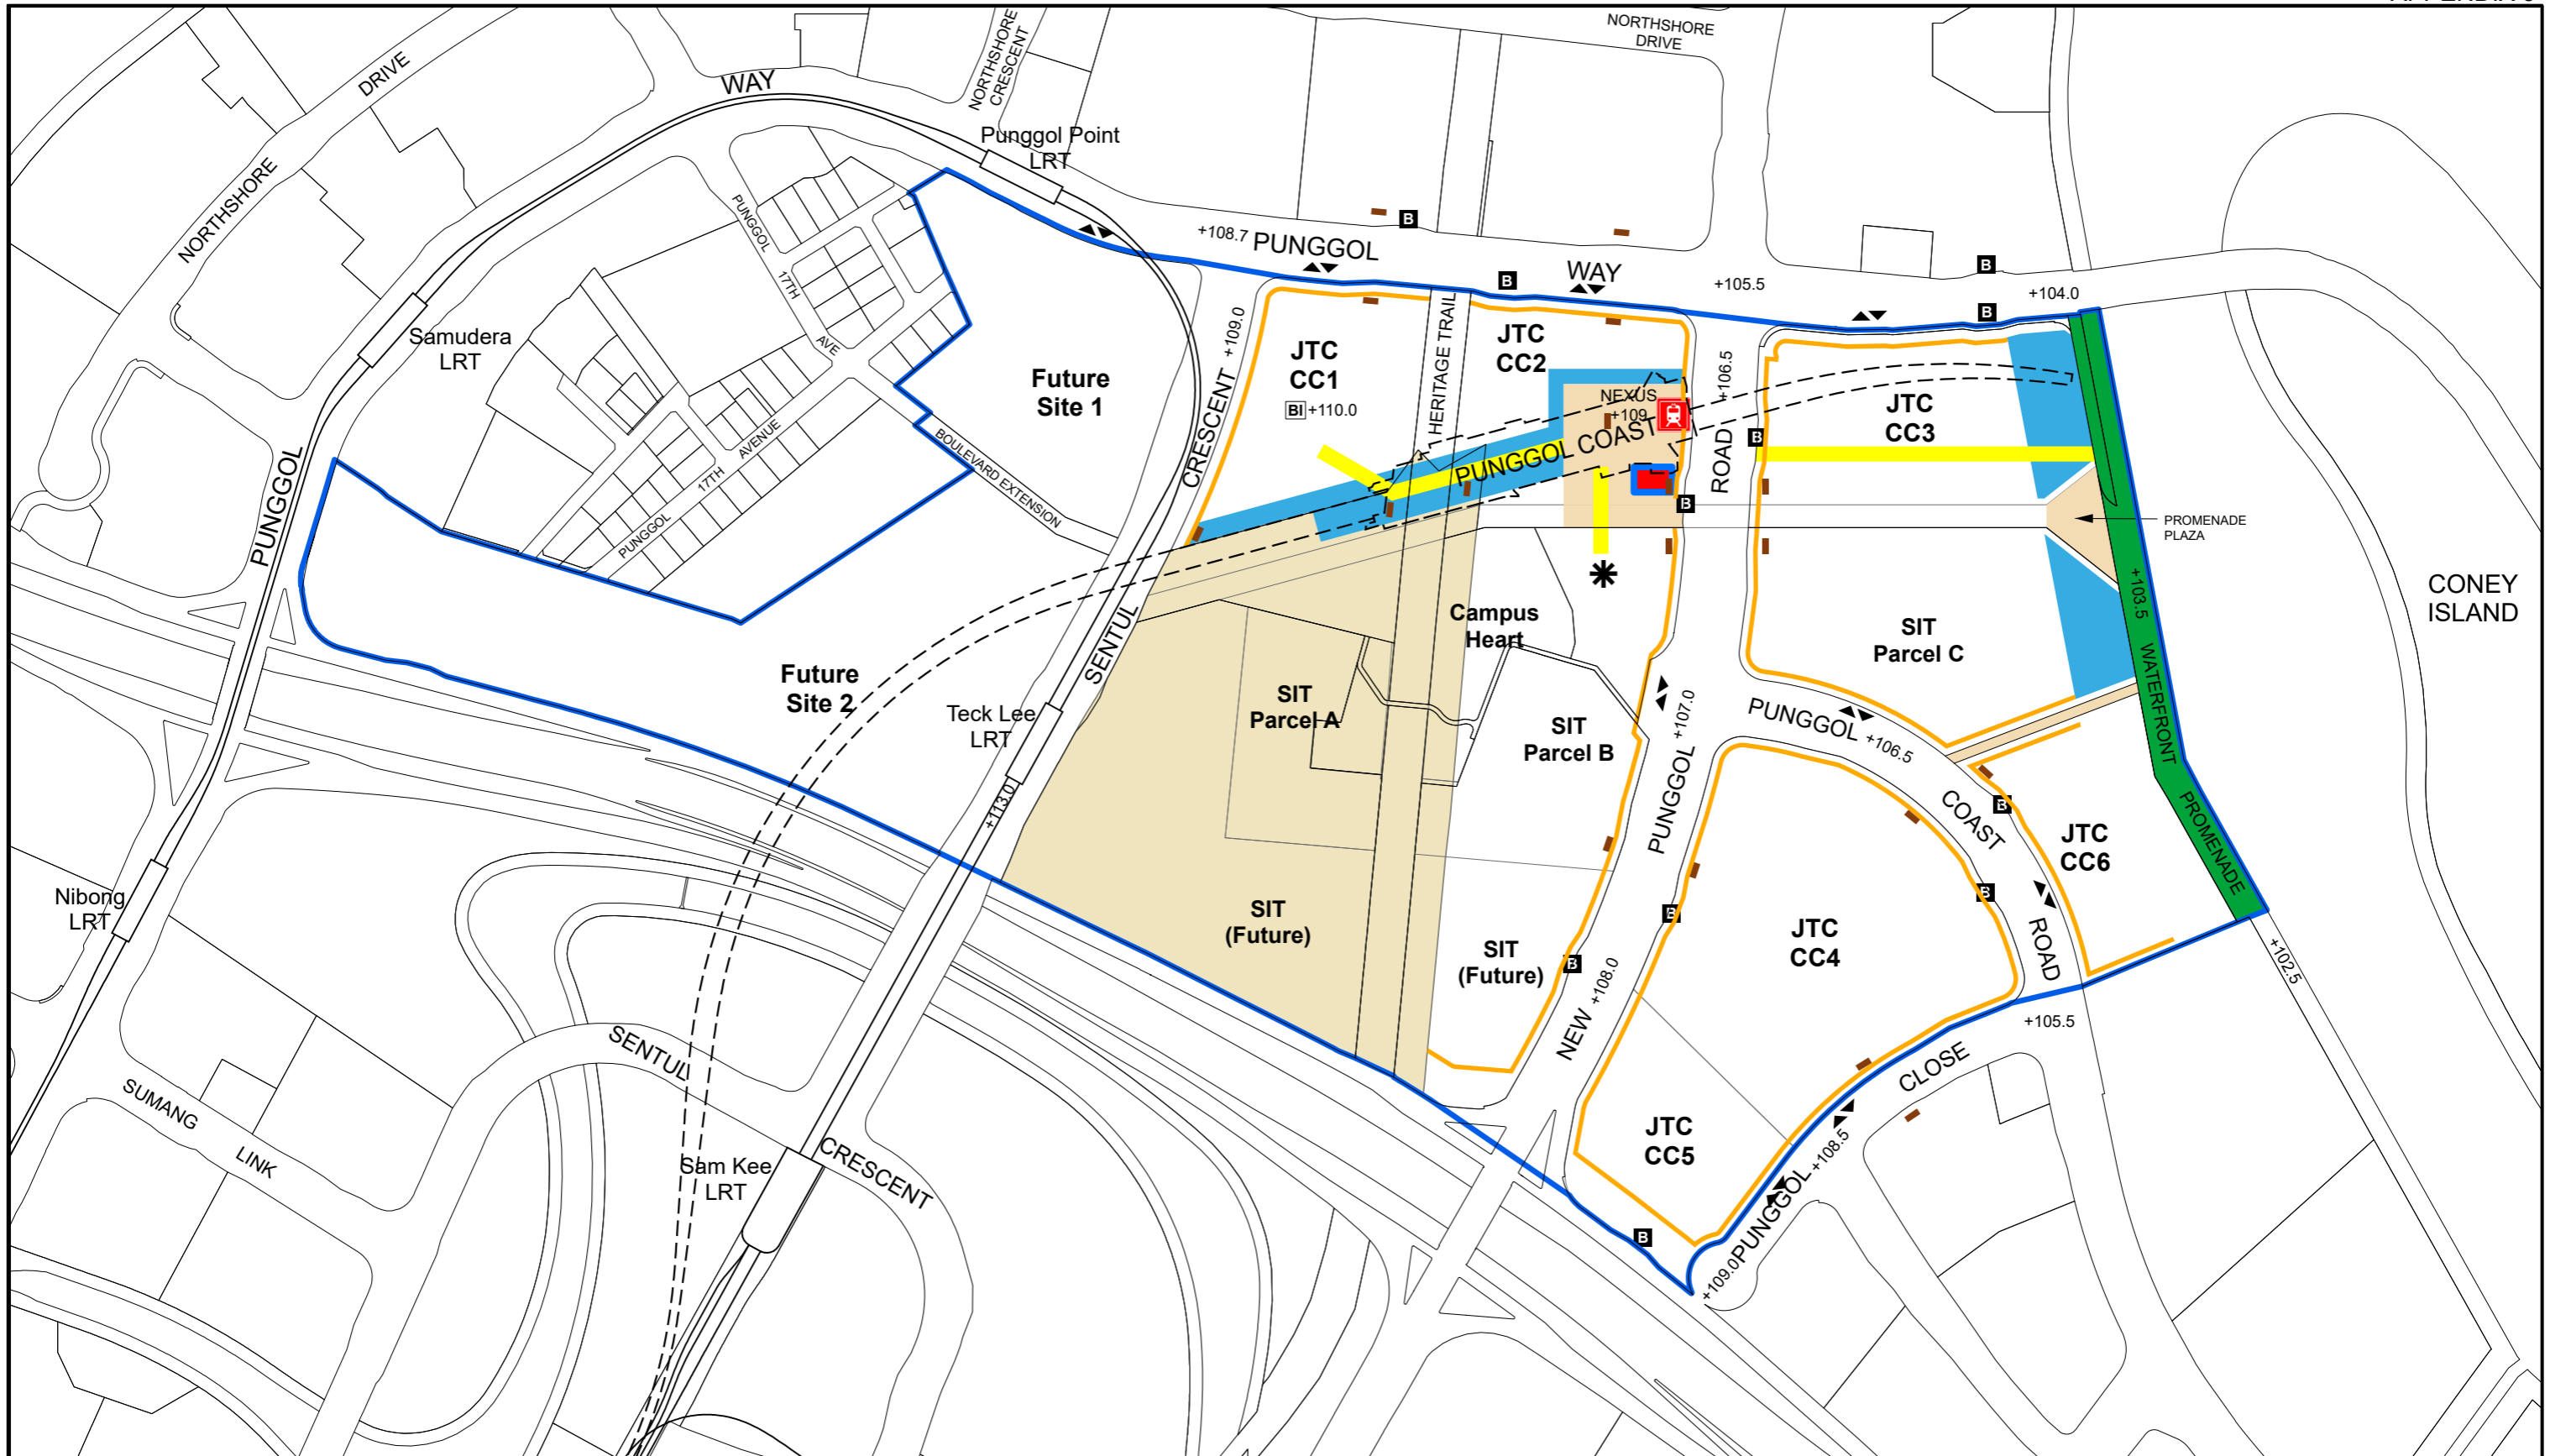 NORTHSHORE
DRIVE
NORTHSHORE
CRESCENT
DRIVE
NORTHSHORE
WAY
Punggol Point
LRT
PUNGGOL
17TH
AVE
+108.7
PUNGGOL
WAY
B
B
B
B
+105.5
+104.0
Samudera
LRT
Future
Site 1
+109.0
CRESCENT
JTC
CC1
BI
+110.0
HERITAGE TRAIL
JTC
CC2
NEXUS
+109
PUNGGOL COAST
+106.5
ROAD
B
B
JTC
CC3
BOULEVARD EXTENSION
PUNGGOL
17TH
AVENUE
PUNGGOL
PROMENADE
PLAZA
CONEY
ISLAND
+103.5
WATERFRONT
PROMENADE
Campus
Heart
SIT
Parcel C
Future
Site 2
SENTUL
Teck Lee
LRT
+113.0
SIT
Parcel A
SIT
Parcel B
+107.0
PUNGGOL
PUNGGOL
+106.5
COAST
ROAD
B
B
JTC
CC6
Nibong
LRT
SIT
(Future)
SIT
(Future)
B
B
NEW
+108.0
JTC
CC4
+102.5
+105.5
CLOSE
SENTUL
SUMANG
LINK
Sam Kee
LRT
CRESCENT
JTC
CC5
B
+108.5
PUNGGOL
+109.0